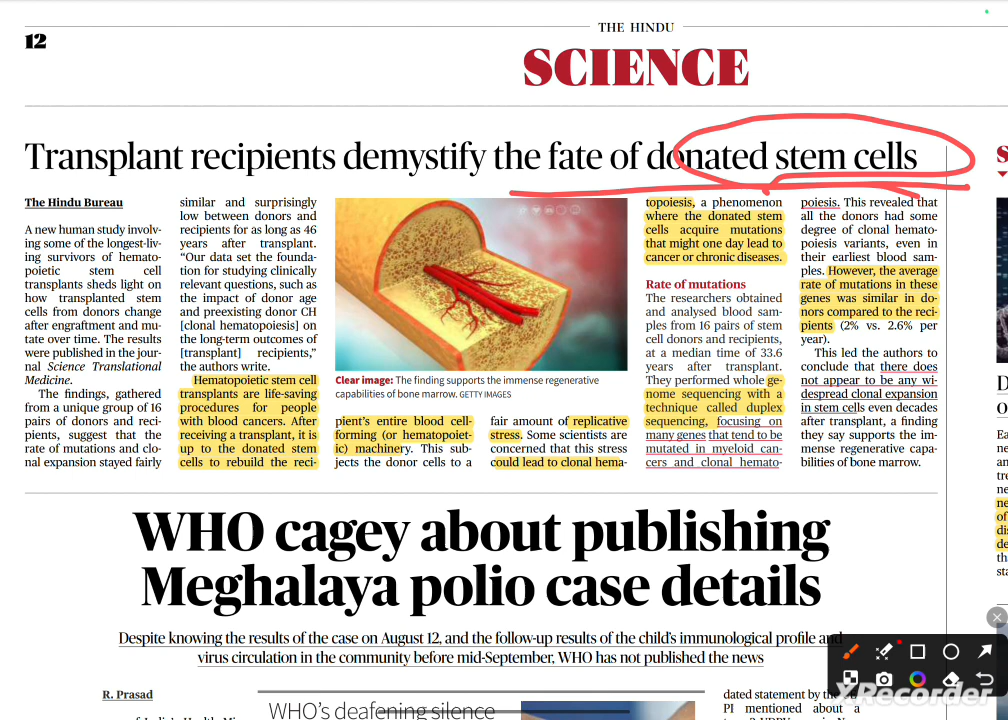 THE HINDU
12
SCIENCE
Transplant recipients demystify the fate of donated stem cells
The Hindu Bureau
A new human study involv-
ing some of the longest-liv-
ing survivors of hemato-
poietic stem cell
transplants sheds light on
how transplanted stem
cells from donors change
after engraftment and mu-
tate over time. The results
were published in the jour-
nal Science Translational
Medicine.
The findings, gathered
from a unique group of 16
pairs of donors and reci-
pients, suggest that the
rate of mutations and clo-
nal expansion stayed fairly
similar and surprisingly
low between donors and
recipients for as long as 46
years after transplant.
“Our data set the founda-
tion for studying clinically
relevant questions, such as
the impact of donor age
and preexisting donor CH
[clonal hematopoiesis] on
the long-term outcomes of
[transplant] recipients,”
the authors write.
Hematopoietic stem cell
transplants are life-saving
procedures for people
with blood cancers. After
receiving a transplant, it is
up to the donated stem
cells to rebuild the reci-
Clear image: The finding supports the immense regenerative
capabilities of bone marrow. GETTY IMAGES
pient’s entire blood cell-
forming (or hematopoiet-
ic) machinery. This sub-
jects the donor cells to a
fair amount of replicative
stress. Some scientists are
concerned that this stress
could lead to clonal hema-
topoiesis, a phenomenon
where the donated stem
cells acquire mutations
that might one day lead to
cancer or chronic diseases.
Rate of mutations
The researchers obtained
and analysed blood sam-
ples from 16 pairs of stem
cell donors and recipients,
at a median time of 33.6
years after transplant.
They performed whole ge-
nome sequencing with a
technique called duplex
sequencing, focusing on
many genes that tend to be
mutated in myeloid can-
cers and clonal hemato-
poiesis. This revealed that
all the donors had some
degree of clonal hemato-
poiesis variants, even in
their earliest blood sam-
ples. However, the average
rate of mutations in these
genes was similar in do-
nors compared to the reci-
pients (2% vs. 2.6% per
year).
This led the authors to
conclude that there does
not appear to be any wi-
despread clonal expansion
in stem cells even decades
after transplant, a finding
they say supports the im-
mense regenerative capa-
bilities of bone marrow.
WHO cagey about publishing
Meghalaya polio case details
Despite knowing the results of the case on August 12, and the follow-up results of the child’s immunological profile and
virus circulation in the community before mid-September, WHO has not published the news
R. Prasad
WHO’s deafening silence
dated statement by the
PI mentioned about a
XRecorder